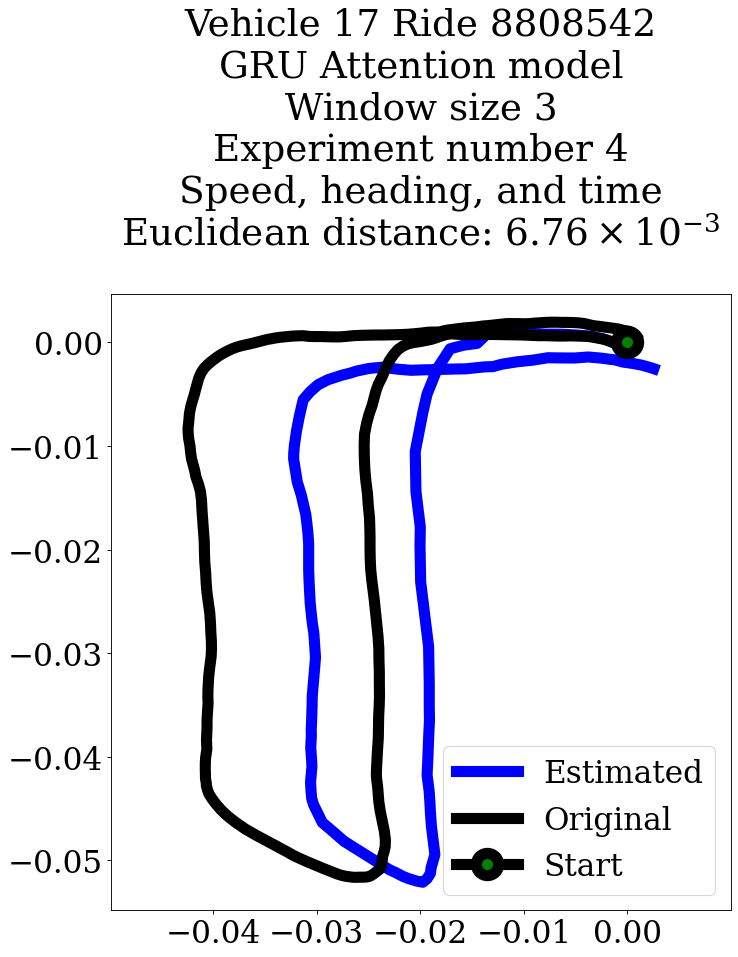 Vehicle 17 Ride 8808542
GRU Attention model
Window size 3
Experiment number 4
Speed, heading, and time
Euclidean distance: 6.76 × 10⁻³
0.00
−0.01
−0.02
−0.03
−0.04
−0.05
Estimated
Original
Start
−0.04 −0.03 −0.02 −0.01 0.00